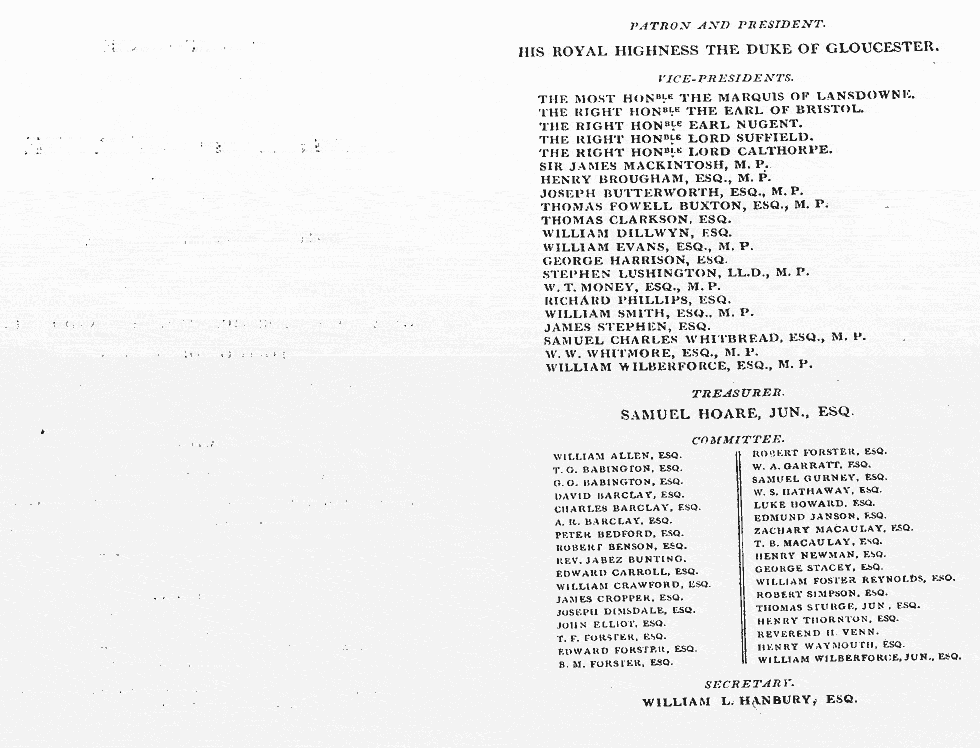 PATRON AND PRESIDENT.
HIS ROYAL HIGHNESS THE DUKE OF GLOUCESTER.
VICE-PRESIDENTS.
THE MOST HONBLE THE MARQUIS OF LANSDOWNE.
THE RIGHT HONBLE THE EARL OF BRISTOL.
THE RIGHT HONBLE EARL NUGENT.
THE RIGHT HONBLE LORD SUFFIELD.
THE RIGHT HONBLE LORD CALTHORPE.
SIR JAMES MACKINTOSH, M. P.
HENRY BROUGHAM, ESQ., M. P.
JOSEPH BUTTERWORTH, ESQ., M. P.
THOMAS FOWELL BUXTON, ESQ., M. P.
THOMAS CLARKSON, ESQ.
WILLIAM DILLWYN, ESQ.
WILLIAM EVANS, ESQ., M. P.
GEORGE HARRISON, ESQ.
STEPHEN LUSHINGTON, LL.D., M. P.
W. T. MONEY, ESQ., M. P.
RICHARD PHILLIPS, ESQ.
WILLIAM SMITH, ESQ., M. P.
JAMES STEPHEN, ESQ.
SAMUEL CHARLES WHITBREAD, ESQ., M. P.
W. W. WHITMORE, ESQ., M. P.
WILLIAM WILBERFORCE, ESQ., M. P.
TREASURER.
SAMUEL HOARE, JUN., ESQ.
COMMITTEE.
WILLIAM ALLEN, ESQ.
T. G. BABINGTON, ESQ.
G. G. BABINGTON, ESQ.
DAVID BARCLAY, ESQ.
CHARLES BARCLAY, ESQ.
A. R. BARCLAY, ESQ.
PETER BEDFORD, ESQ.
ROBERT BENSON, ESQ.
REV. JABEZ BUNTING.
EDWARD CARROLL, ESQ.
WILLIAM CRAWFORD, ESQ.
JAMES CROPPER, ESQ.
JOSEPH DIMSDALE, ESQ.
JOHN ELLIOT, ESQ.
T. F. FORSTER, ESQ.
EDWARD FORSTER, ESQ.
B. M. FORSTER, ESQ.
ROBERT FORSTER, ESQ.
W. A. GARRATT, ESQ.
SAMUEL GURNEY, ESQ.
W. S. HATHAWAY, ESQ.
LUKE HOWARD, ESQ.
EDMUND JANSON, ESQ.
ZACHARY MACAULAY, ESQ.
T. B. MACAULAY, ESQ.
HENRY NEWMAN, ESQ.
GEORGE STACEY, ESQ.
WILLIAM FOSTER REYNOLDS, ESQ.
ROBERT SIMPSON, ESQ.
THOMAS STURGE, JUN., ESQ.
HENRY THORNTON, ESQ.
REVEREND H. VENN.
HENRY WAYMOUTH, ESQ.
WILLIAM WILBERFORCE, JUN., ESQ.
SECRETARY.
WILLIAM L. HANBURY, ESQ.